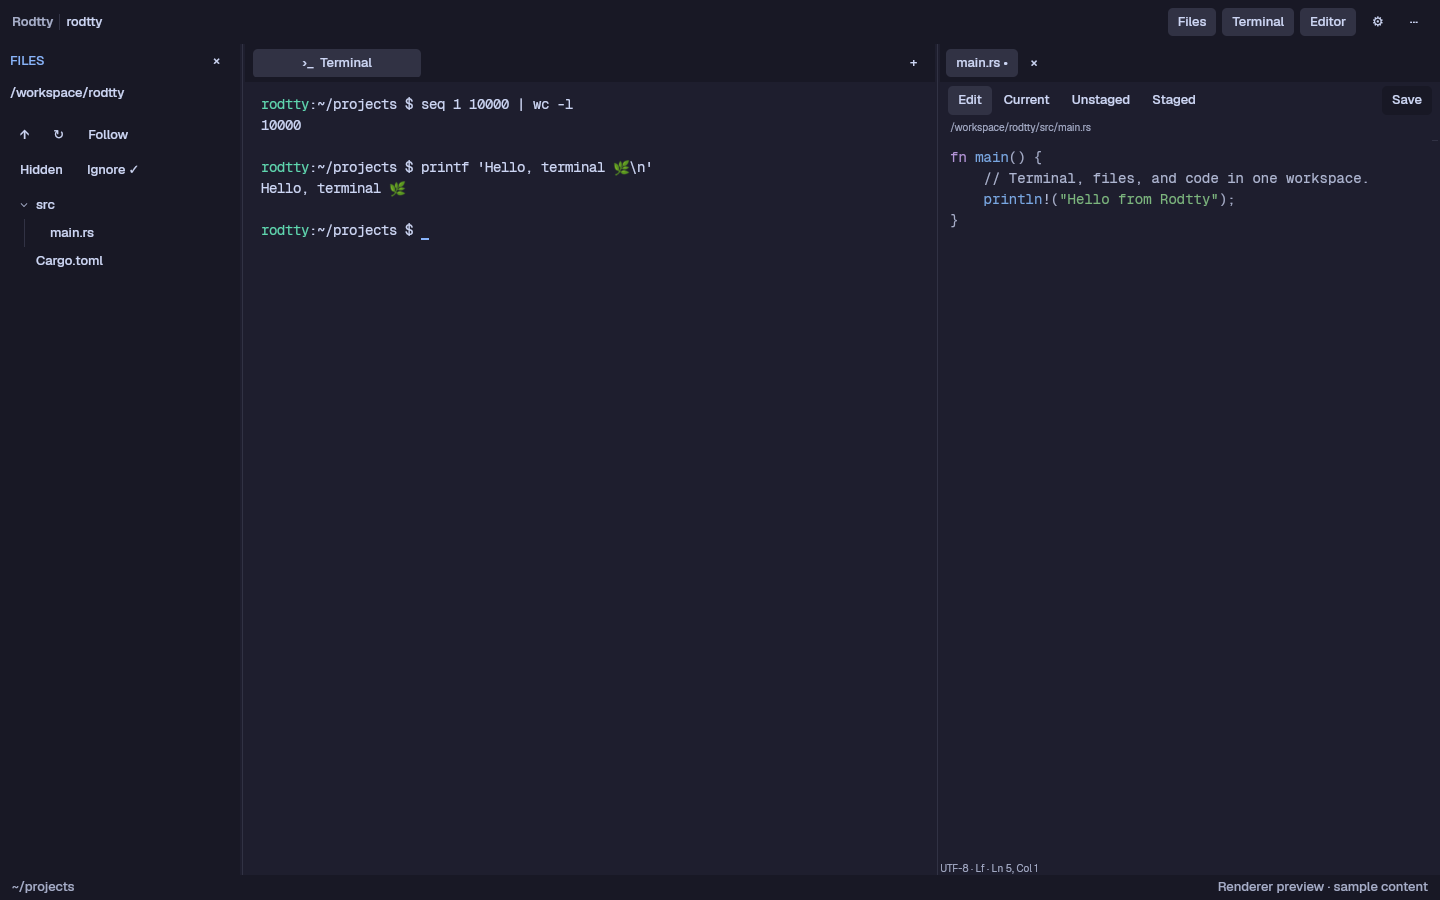 Rodtty rodtty
Files Terminal Editor ⚙ ···
FILES ×
/workspace/rodtty
↑ ↻ Follow
Hidden Ignore ✓
src
main.rs
Cargo.toml
›_ Terminal +
rodtty:~/projects $ seq 1 10000 | wc -l
10000
rodtty:~/projects $ printf 'Hello, terminal 🌿\n'
Hello, terminal 🌿
rodtty:~/projects $ _
main.rs • ×
Edit Current Unstaged Staged Save
/workspace/rodtty/src/main.rs
fn main() {
    // Terminal, files, and code in one workspace.
    println!("Hello from Rodtty");
}
UTF-8 · Lf · Ln 5, Col 1
~/projects
Renderer preview · sample content